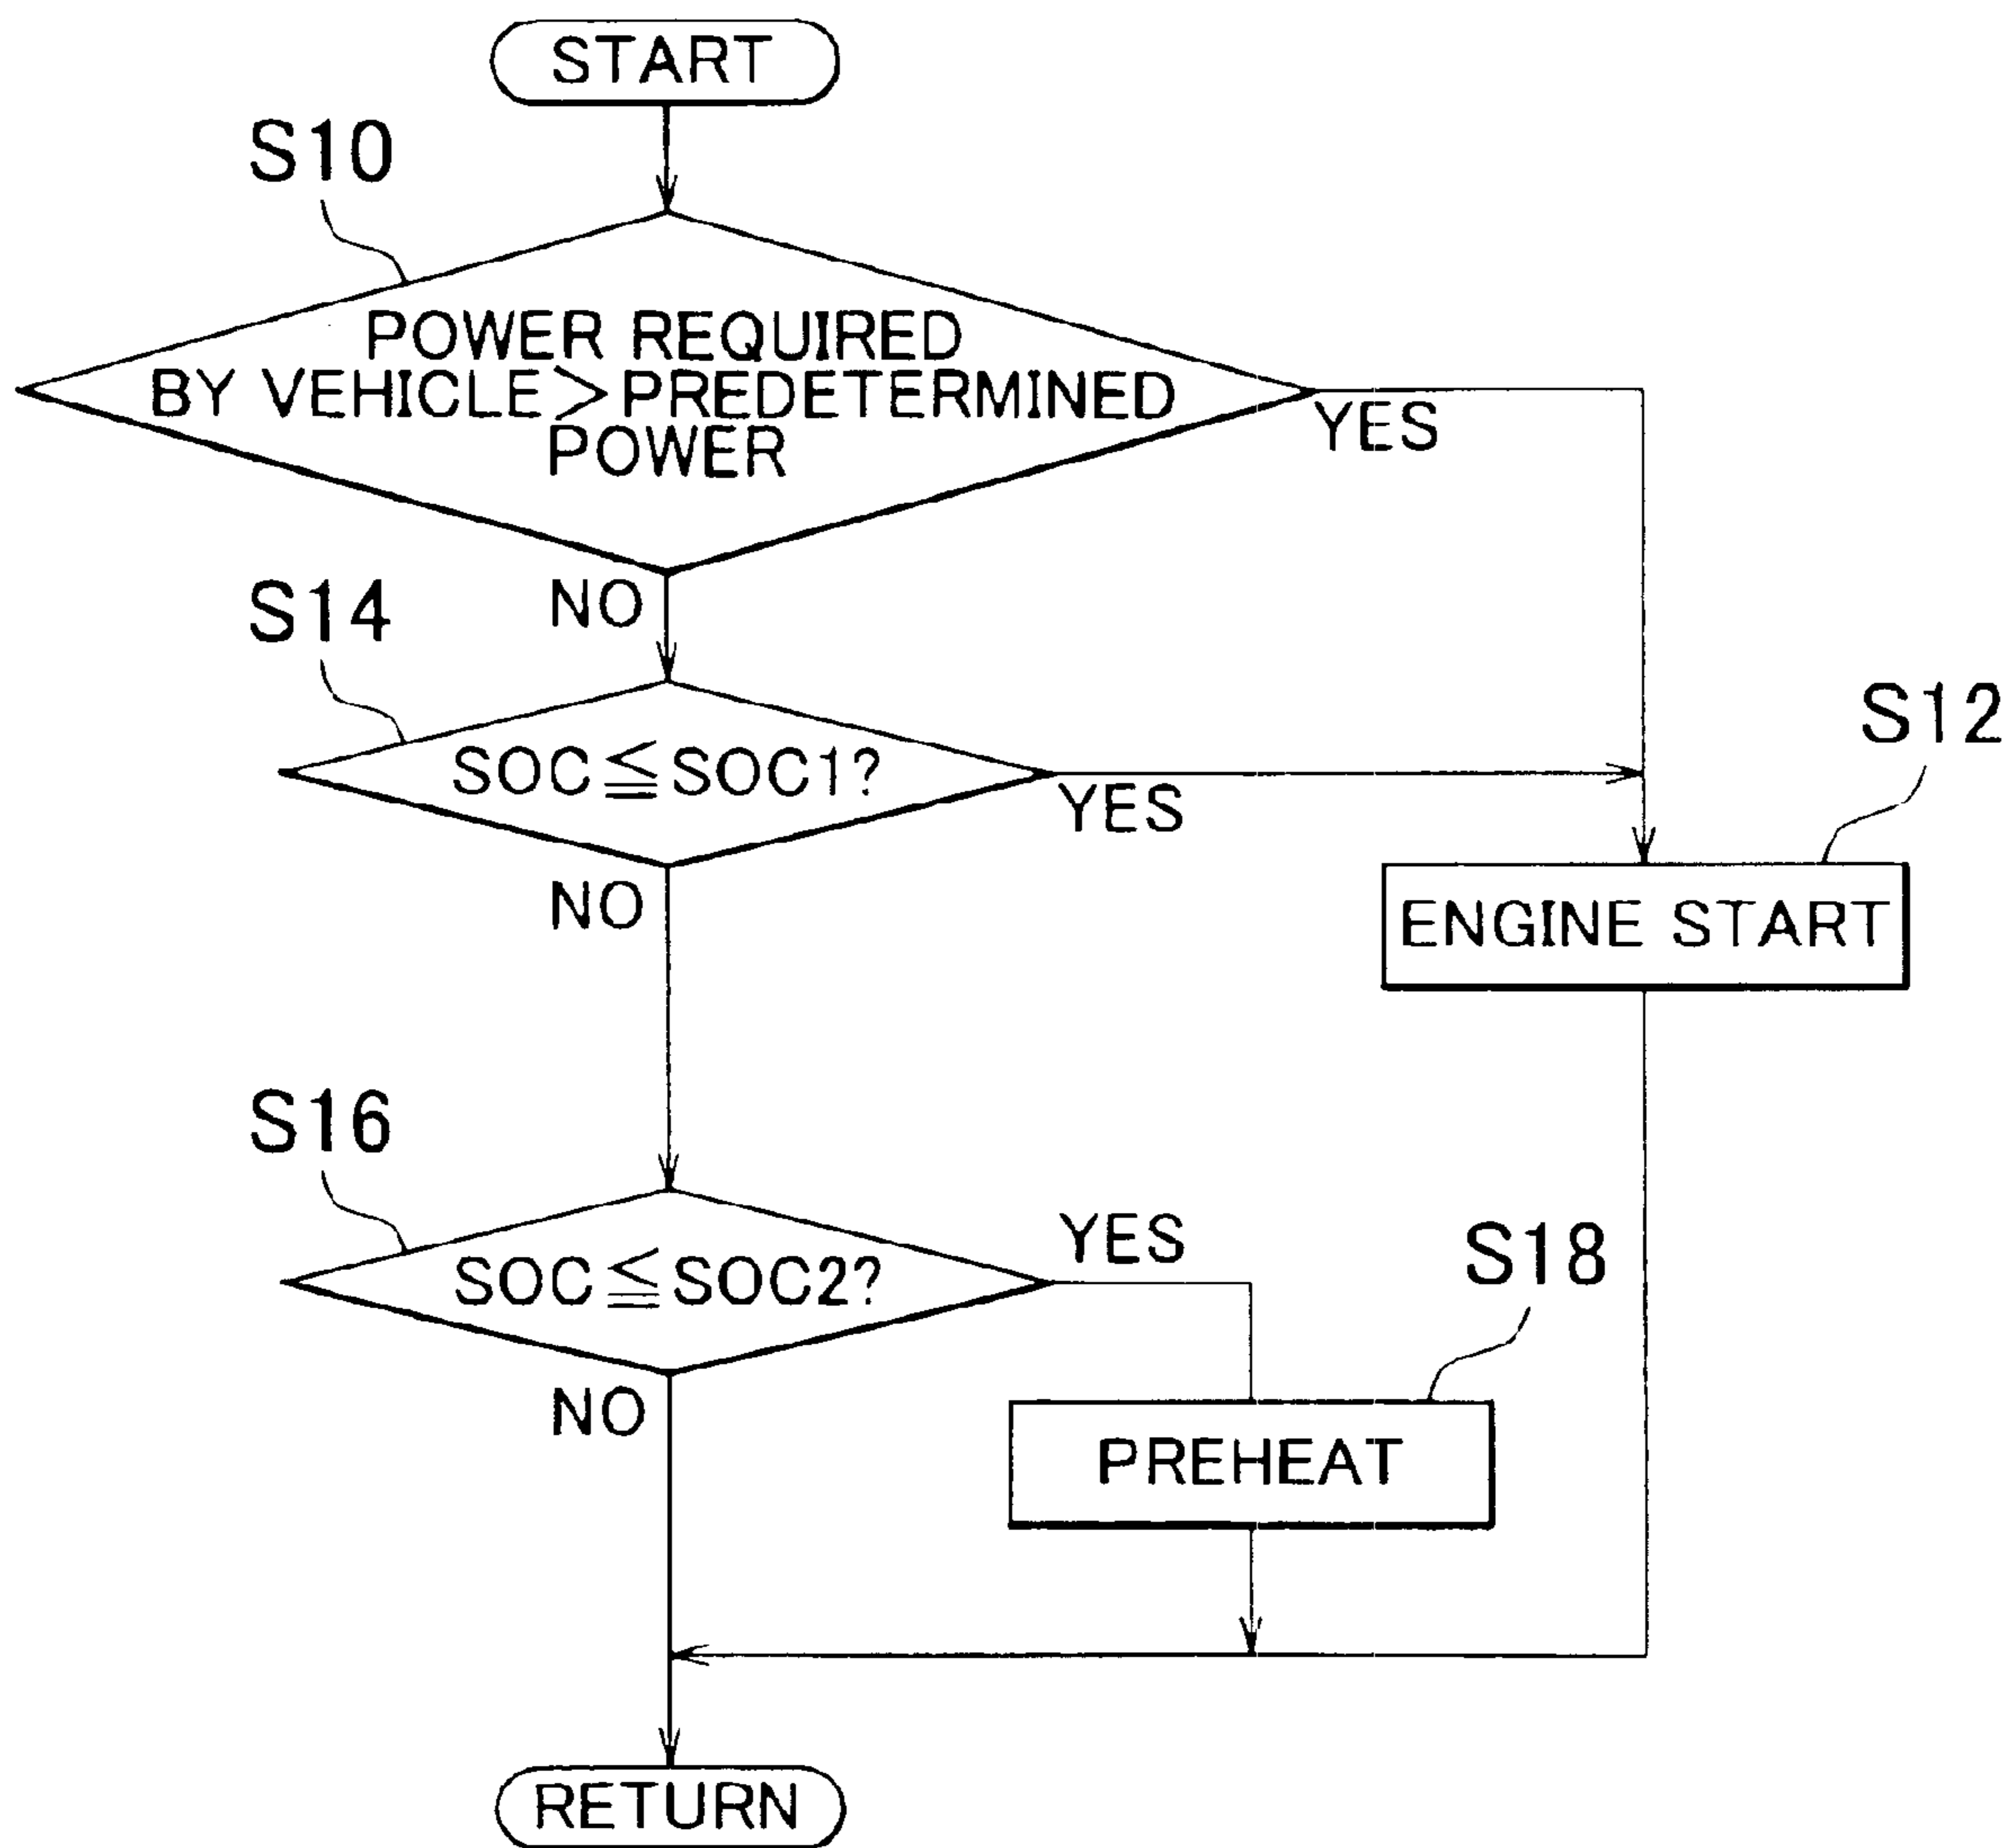 START
S10
POWER REQUIRED
BY VEHICLE>PREDETERMINED
POWER
YES
NO
S14
SOC≦SOC1?
YES
S12
NO
ENGINE START
S16
SOC≦SOC2?
YES
S18
NO
PREHEAT
RETURN